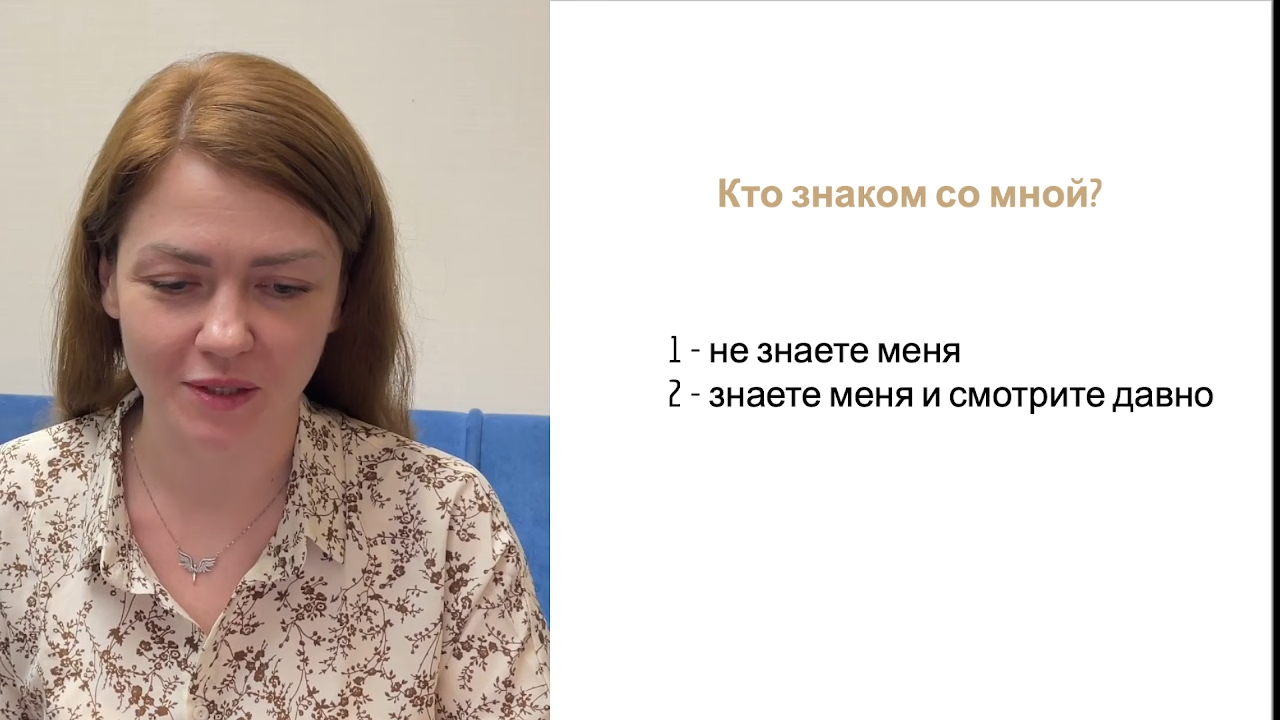 Кто знаком со мной?
1 - не знаете меня
2 - знаете меня и смотрите давно